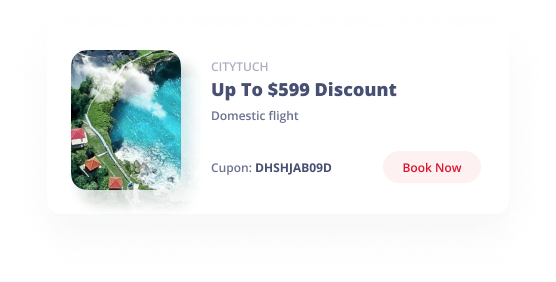 CITYTUCH
Up To $599 Discount
Domestic flight
Cupon: DHSHJAB09D
Book Now